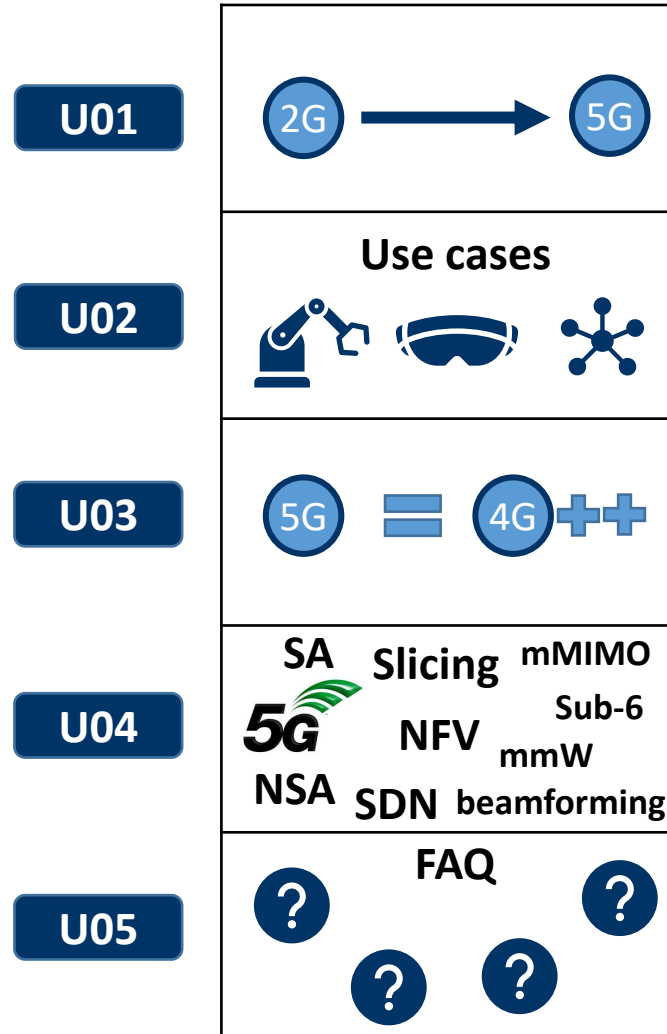 U01
2G
5G
U02
Use cases
U03
5G
4G
U04
SA
Slicing
mMIMO
5G
NFV
Sub-6
mmW
NSA
SDN
beamforming
U05
FAQ
?
?
?
?